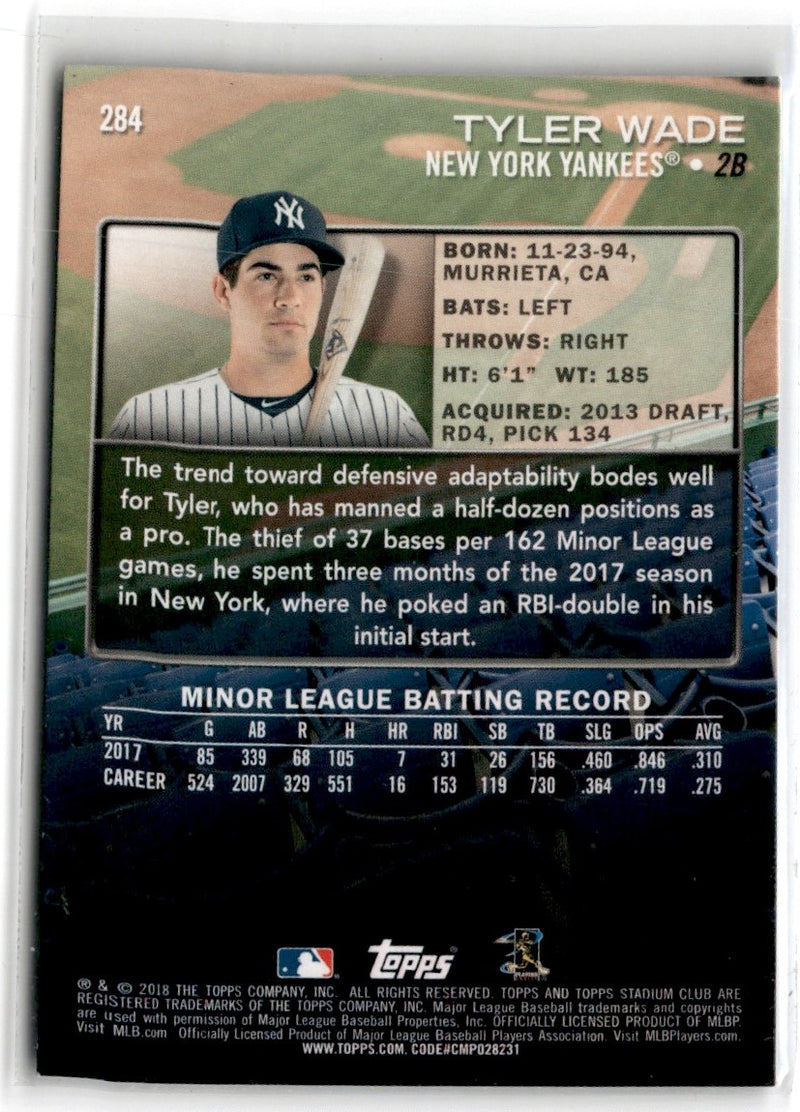 284
TYLER WADE
NEW YORK YANKEES® • 2B
NY
BORN: 11-23-94,
MURRIETA, CA
BATS: LEFT
THROWS: RIGHT
HT: 6'1" WT: 185
ACQUIRED: 2013 DRAFT,
RD4, PICK 134
The trend toward defensive adaptability bodes well
for Tyler, who has manned a half-dozen positions as
a pro. The thief of 37 bases per 162 Minor League
games, he spent three months of the 2017 season
in New York, where he poked an RBI-double in his
initial start.
MINOR LEAGUE BATTING RECORD
YR G AB R H HR RBI SB TB SLG OPS AVG
2017 85 339 68 105 7 31 26 156 .460 .846 .310
CAREER 524 2007 329 551 16 153 119 730 .364 .719 .275
topps®
® & © 2018 THE TOPPS COMPANY, INC. ALL RIGHTS RESERVED. TOPPS AND TOPPS STADIUM CLUB ARE
REGISTERED TRADEMARKS OF THE TOPPS COMPANY, INC. Major League Baseball trademarks and copyrights
are used with permission of Major League Baseball Properties, Inc. OFFICIALLY LICENSED PRODUCT OF MLBP.
Visit MLB.com Officially Licensed Product of Major League Baseball Players Association. Visit MLBPlayers.com.
WWW.TOPPS.COM. CODE#CMP028231